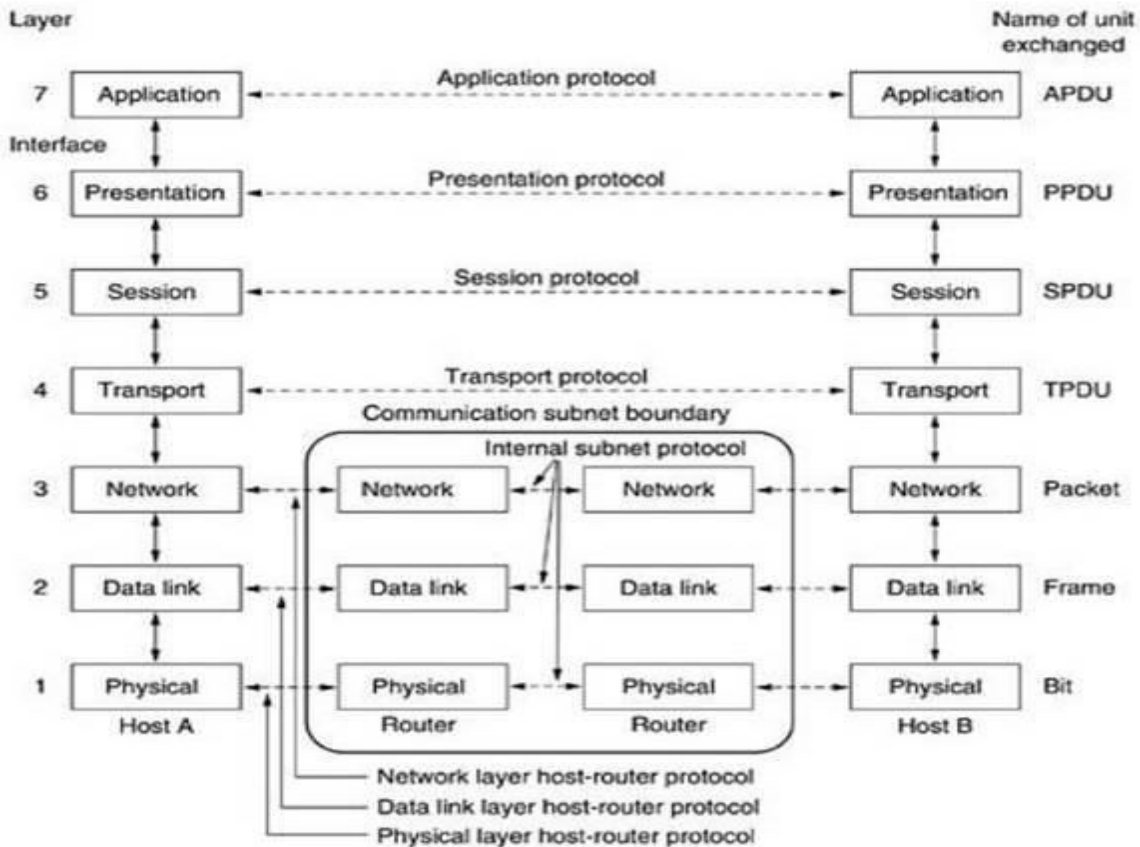 Layer
Name of unit
exchanged
7 Application Application protocol Application APDU
Interface
6 Presentation Presentation protocol Presentation PPDU
5 Session Session protocol Session SPDU
4 Transport Transport protocol Transport TPDU
Communication subnet boundary
Internal subnet protocol
3 Network Network Network Network Packet
2 Data link Data link Data link Data link Frame
1 Physical Physical Physical Physical Bit
Host A Router Router Host B
Network layer host-router protocol
Data link layer host-router protocol
Physical layer host-router protocol